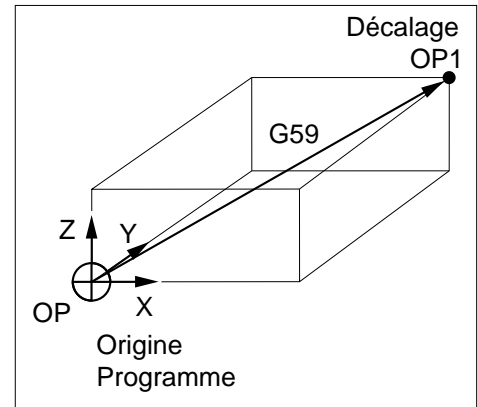 Décalage
OP1
G59
Z
Y
X
OP
Origine
Programme